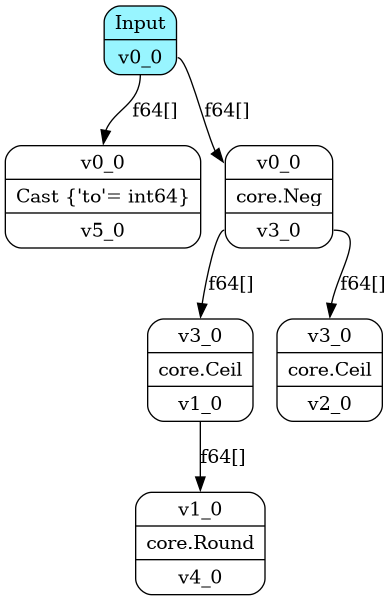 Input
v0_0
f64[]
f64[]
v0_0
Cast {'to'= int64}
v5_0
v0_0
core.Neg
v3_0
f64[]
f64[]
v3_0
core.Ceil
v1_0
v3_0
core.Ceil
v2_0
f64[]
v1_0
core.Round
v4_0